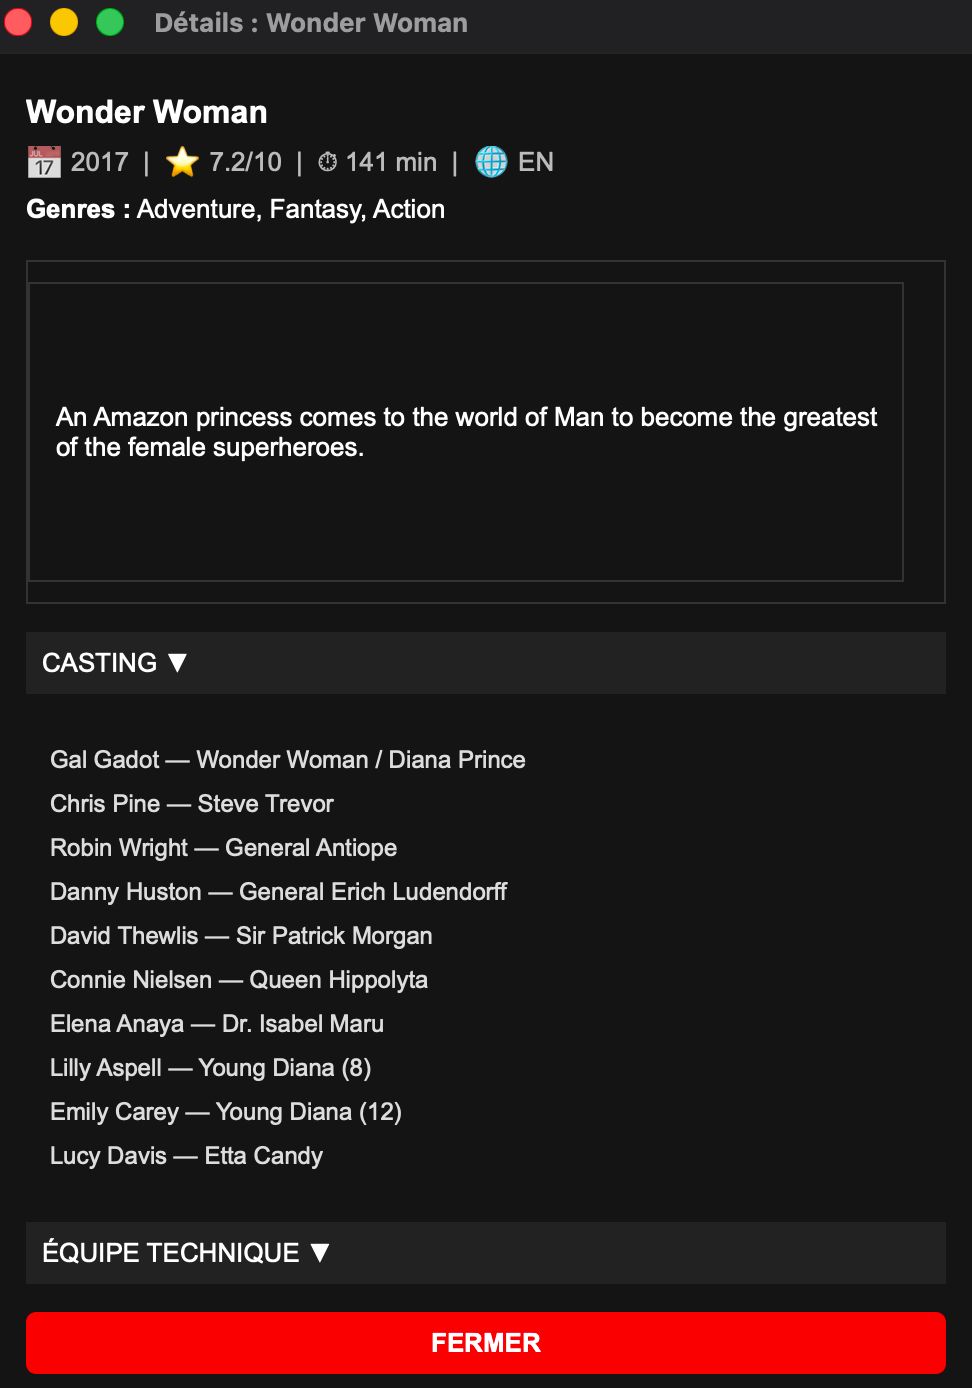 Détails : Wonder Woman
Wonder Woman
📅 2017 | ⭐ 7.2/10 | ⏱ 141 min | 🌐 EN
Genres : Adventure, Fantasy, Action
An Amazon princess comes to the world of Man to become the greatest
of the female superheroes.
CASTING ▼
Gal Gadot — Wonder Woman / Diana Prince
Chris Pine — Steve Trevor
Robin Wright — General Antiope
Danny Huston — General Erich Ludendorff
David Thewlis — Sir Patrick Morgan
Connie Nielsen — Queen Hippolyta
Elena Anaya — Dr. Isabel Maru
Lilly Aspell — Young Diana (8)
Emily Carey — Young Diana (12)
Lucy Davis — Etta Candy
ÉQUIPE TECHNIQUE ▼
FERMER